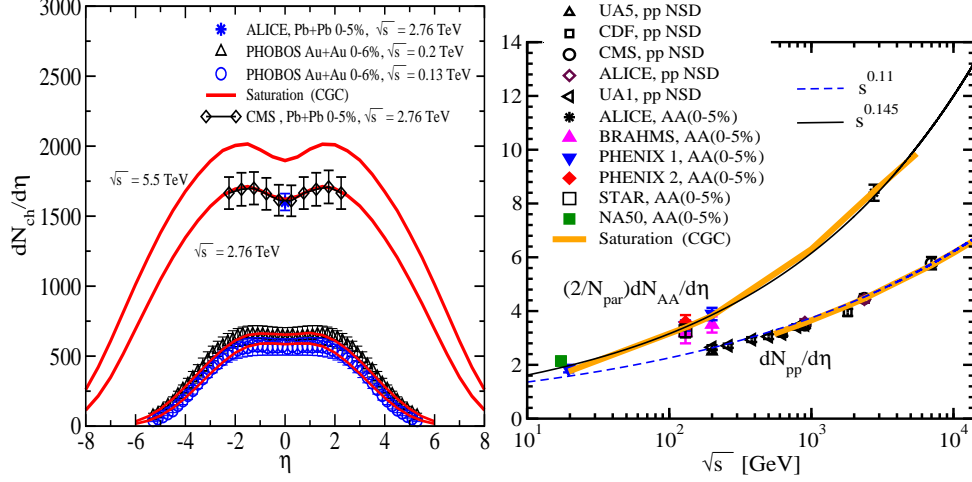 ALICE, Pb+Pb 0-5%, √s = 2.76 TeV
PHOBOS Au+Au 0-6%, √s = 0.2 TeV
PHOBOS Au+Au 0-6%, √s = 0.13 TeV
Saturation (CGC)
CMS , Pb+Pb 0-5%, √s = 2.76 TeV
√s = 5.5 TeV
√s = 2.76 TeV
dN_ch/dη
3000
2500
2000
1500
1000
500
0
-8 -6 -4 -2 0 2 4 6 8
η
UA5, pp NSD
CDF, pp NSD
CMS, pp NSD
ALICE, pp NSD
UA1, pp NSD
ALICE, AA(0-5%)
BRAHMS, AA(0-5%)
PHENIX 1, AA(0-5%)
PHENIX 2, AA(0-5%)
STAR, AA(0-5%)
NA50, AA(0-5%)
Saturation (CGC)
s^0.11
s^0.145
(2/N_par)dN_AA/dη
dN_pp/dη
14
12
10
8
6
4
2
0
10^1 10^2 10^3 10^4
√s [GeV]